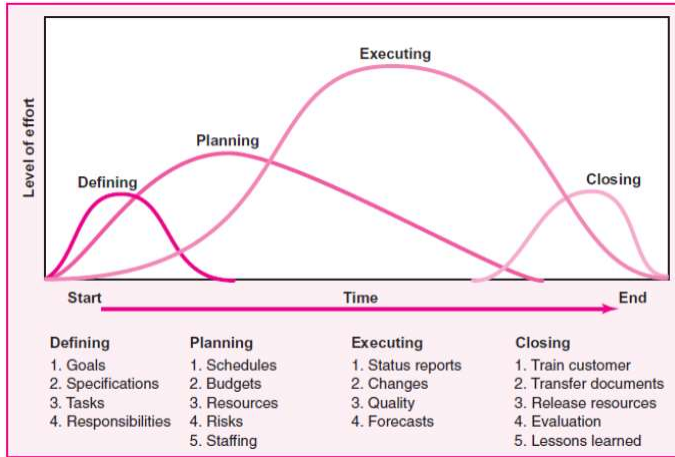 Executing
Planning
Defining
Closing
Level of effort
Start
Time
End
Defining
1. Goals
2. Specifications
3. Tasks
4. Responsibilities
Planning
1. Schedules
2. Budgets
3. Resources
4. Risks
5. Staffing
Executing
1. Status reports
2. Changes
3. Quality
4. Forecasts
Closing
1. Train customer
2. Transfer documents
3. Release resources
4. Evaluation
5. Lessons learned